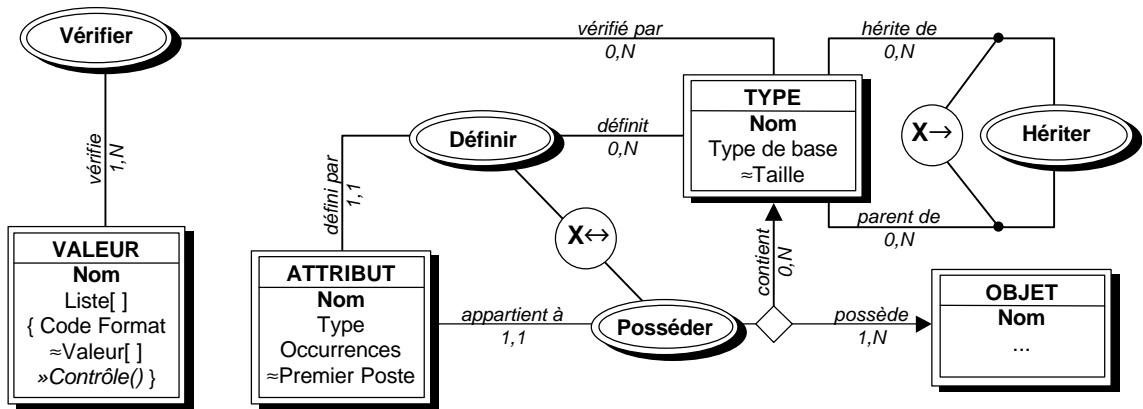 Vérifier
vérifié par
0,N
hérite de
0,N
TYPE
Nom
Type de base
≈Taille
X→
Hériter
Définir
définit
0,N
vérifie
1,N
défini par
1,1
parent de
0,N
X↔
contient
0,N
VALEUR
Nom
Liste[ ]
{ Code Format
≈Valeur[ ]
»Contrôle() }
ATTRIBUT
Nom
Type
Occurrences
≈Premier Poste
appartient à
1,1
Posséder
possède
1,N
OBJET
Nom
...